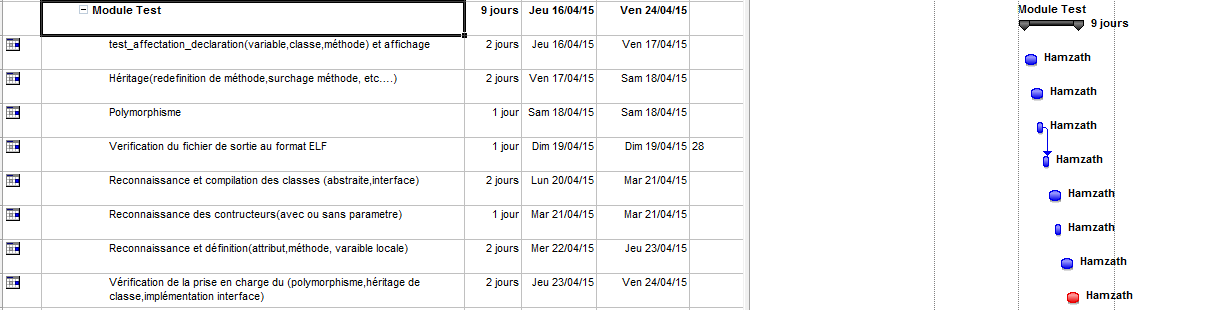 Module Test 9 jours Jeu 16/04/15 Ven 24/04/15
test_affectation_declaration(variable,classe,méthode) et affichage 2 jours Jeu 16/04/15 Ven 17/04/15
Héritage(redefinition de méthode,surchage méthode, etc....) 2 jours Ven 17/04/15 Sam 18/04/15
Polymorphisme 1 jour Sam 18/04/15 Sam 18/04/15
Verification du fichier de sortie au format ELF 1 jour Dim 19/04/15 Dim 19/04/15 28
Reconnaissance et compilation des classes (abstraite,interface) 2 jours Lun 20/04/15 Mar 21/04/15
Reconnaissance des contructeurs(avec ou sans parametre) 1 jour Mar 21/04/15 Mar 21/04/15
Reconnaissance et définition(attribut,méthode, varaible locale) 2 jours Mer 22/04/15 Jeu 23/04/15
Vérification de la prise en charge du (polymorphisme,héritage de 2 jours Jeu 23/04/15 Ven 24/04/15
classe,implémentation interface)
Module Test
9 jours
Hamzath
Hamzath
Hamzath
Hamzath
Hamzath
Hamzath
Hamzath
Hamzath